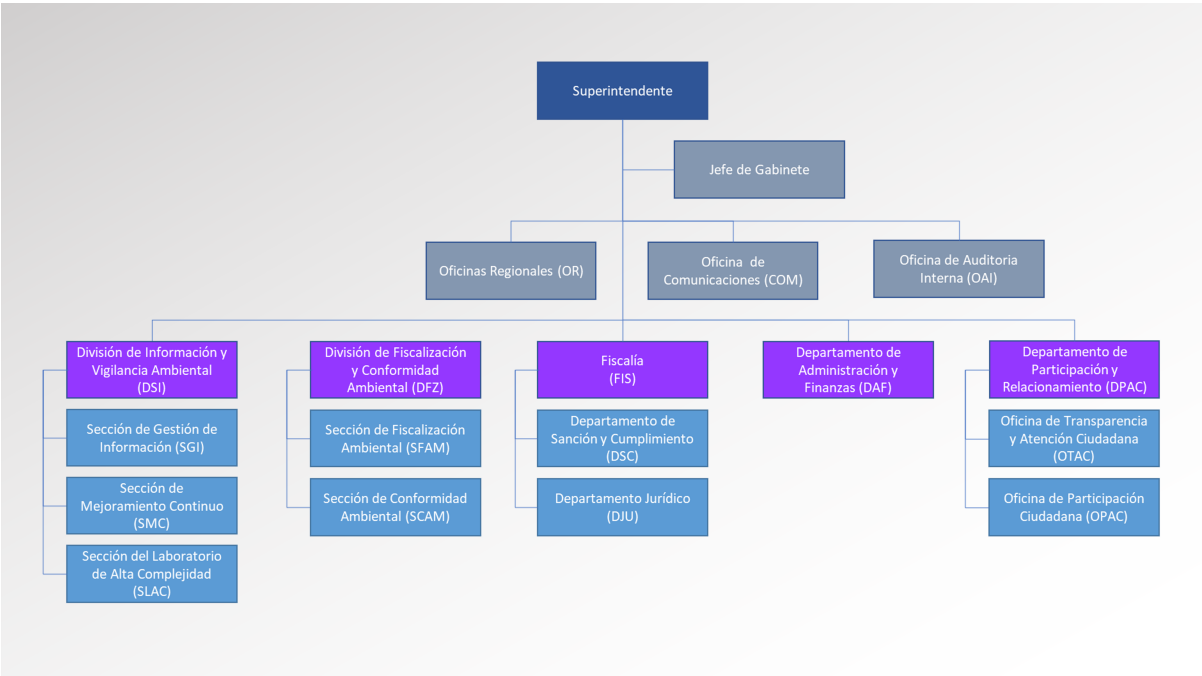 Superintendente
Jefe de Gabinete
Oficinas Regionales (OR)
Oficina de
Comunicaciones (COM)
Oficina de Auditoria
Interna (OAI)
División de Información y
Vigilancia Ambiental
(DSI)
División de Fiscalización
y Conformidad
Ambiental (DFZ)
Fiscalía
(FIS)
Departamento de
Administración y
Finanzas (DAF)
Departamento de
Participación y
Relacionamiento (DPAC)
Sección de Gestión de
Información (SGI)
Sección de Fiscalización
Ambiental (SFAM)
Departamento de
Sanción y Cumplimiento
(DSC)
Oficina de Transparencia
y Atención Ciudadana
(OTAC)
Sección de
Mejoramiento Continuo
(SMC)
Sección de Conformidad
Ambiental (SCAM)
Departamento Jurídico
(DJU)
Oficina de Participación
Ciudadana (OPAC)
Sección del Laboratorio
de Alta Complejidad
(SLAC)